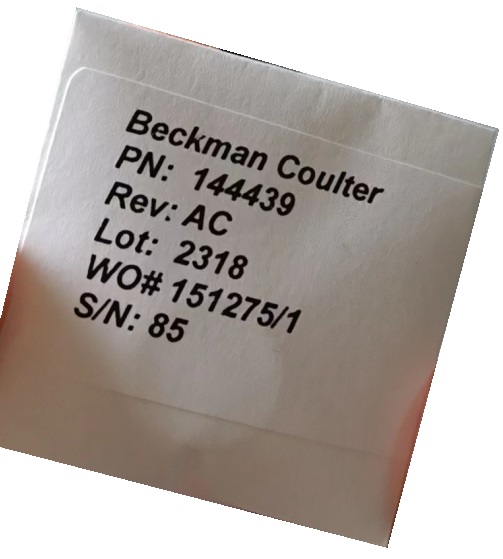 Beckman Coulter
PN: 144439
Rev: AC
Lot: 2318
WO# 151275/1
S/N: 85